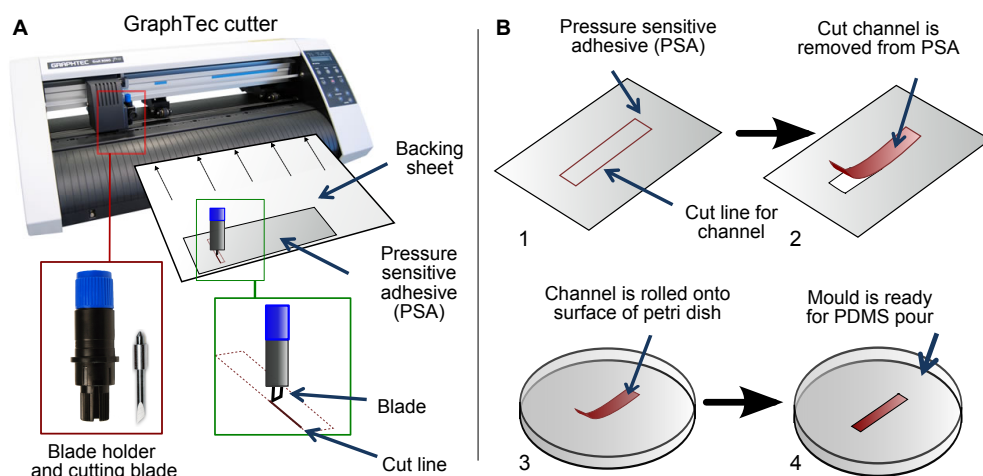 A
GraphTec cutter
GRAPHTEC
Backing
sheet
Pressure
sensitive
adhesive
(PSA)
Blade
Cut line
Blade holder
and cutting blade
B
Pressure sensitive
adhesive (PSA)
Cut channel is
removed from PSA
Cut line for
channel
1
2
Channel is rolled onto
surface of petri dish
Mould is ready
for PDMS pour
3
4